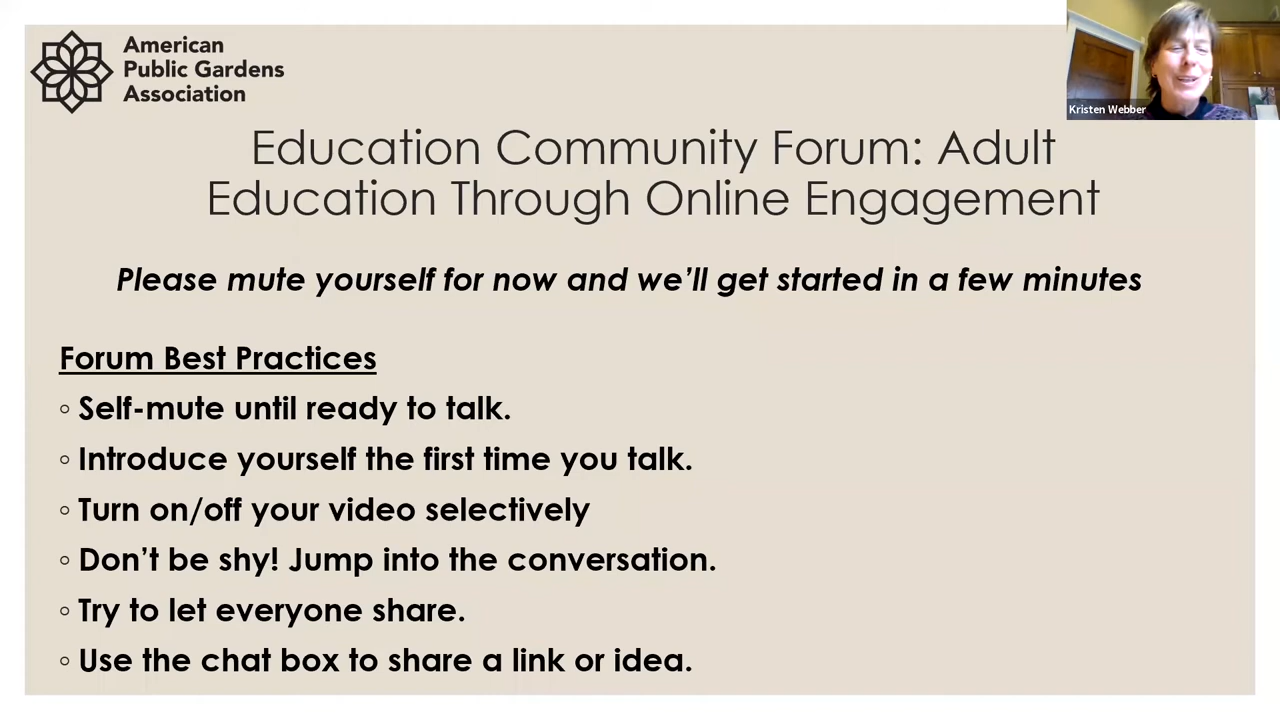 American
Public Gardens
Association
Kristen Webber
Education Community Forum: Adult
Education Through Online Engagement
Please mute yourself for now and we’ll get started in a few minutes
Forum Best Practices
◦ Self-mute until ready to talk.
◦ Introduce yourself the first time you talk.
◦ Turn on/off your video selectively
◦ Don’t be shy! Jump into the conversation.
◦ Try to let everyone share.
◦ Use the chat box to share a link or idea.